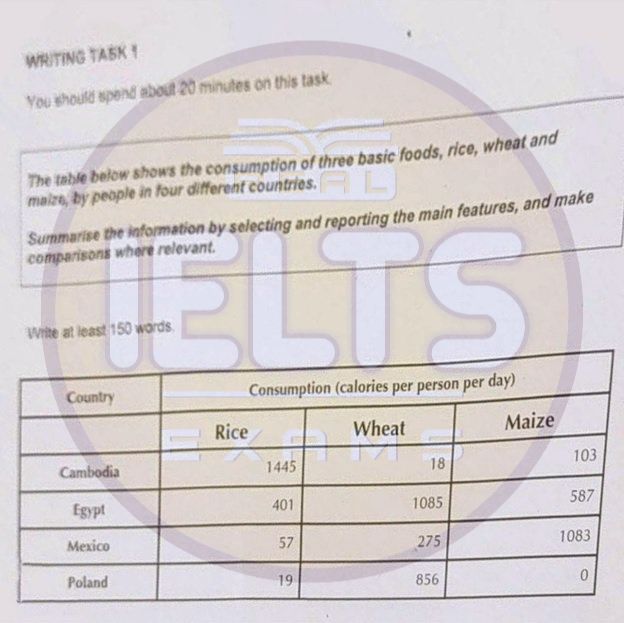 WRITING TASK 1
You should spend about 20 minutes on this task.
The table below shows the consumption of three basic foods, rice, wheat and
maize, by people in four different countries.
Summarise the information by selecting and reporting the main features, and make
comparisons where relevant.
Write at least 150 words.
Country Consumption (calories per person per day)
Rice Wheat Maize
Cambodia 1445 18 103
Egypt 401 1085 587
Mexico 57 275 1083
Poland 19 856 0
REAL
IELTS
EXAMS